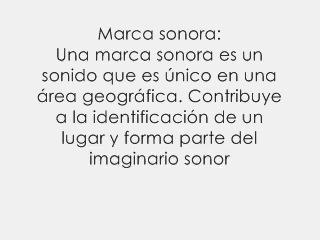 Marca sonora:
Una marca sonora es un
sonido que es único en una
área geográfica. Contribuye
a la identificación de un
lugar y forma parte del
imaginario sonor